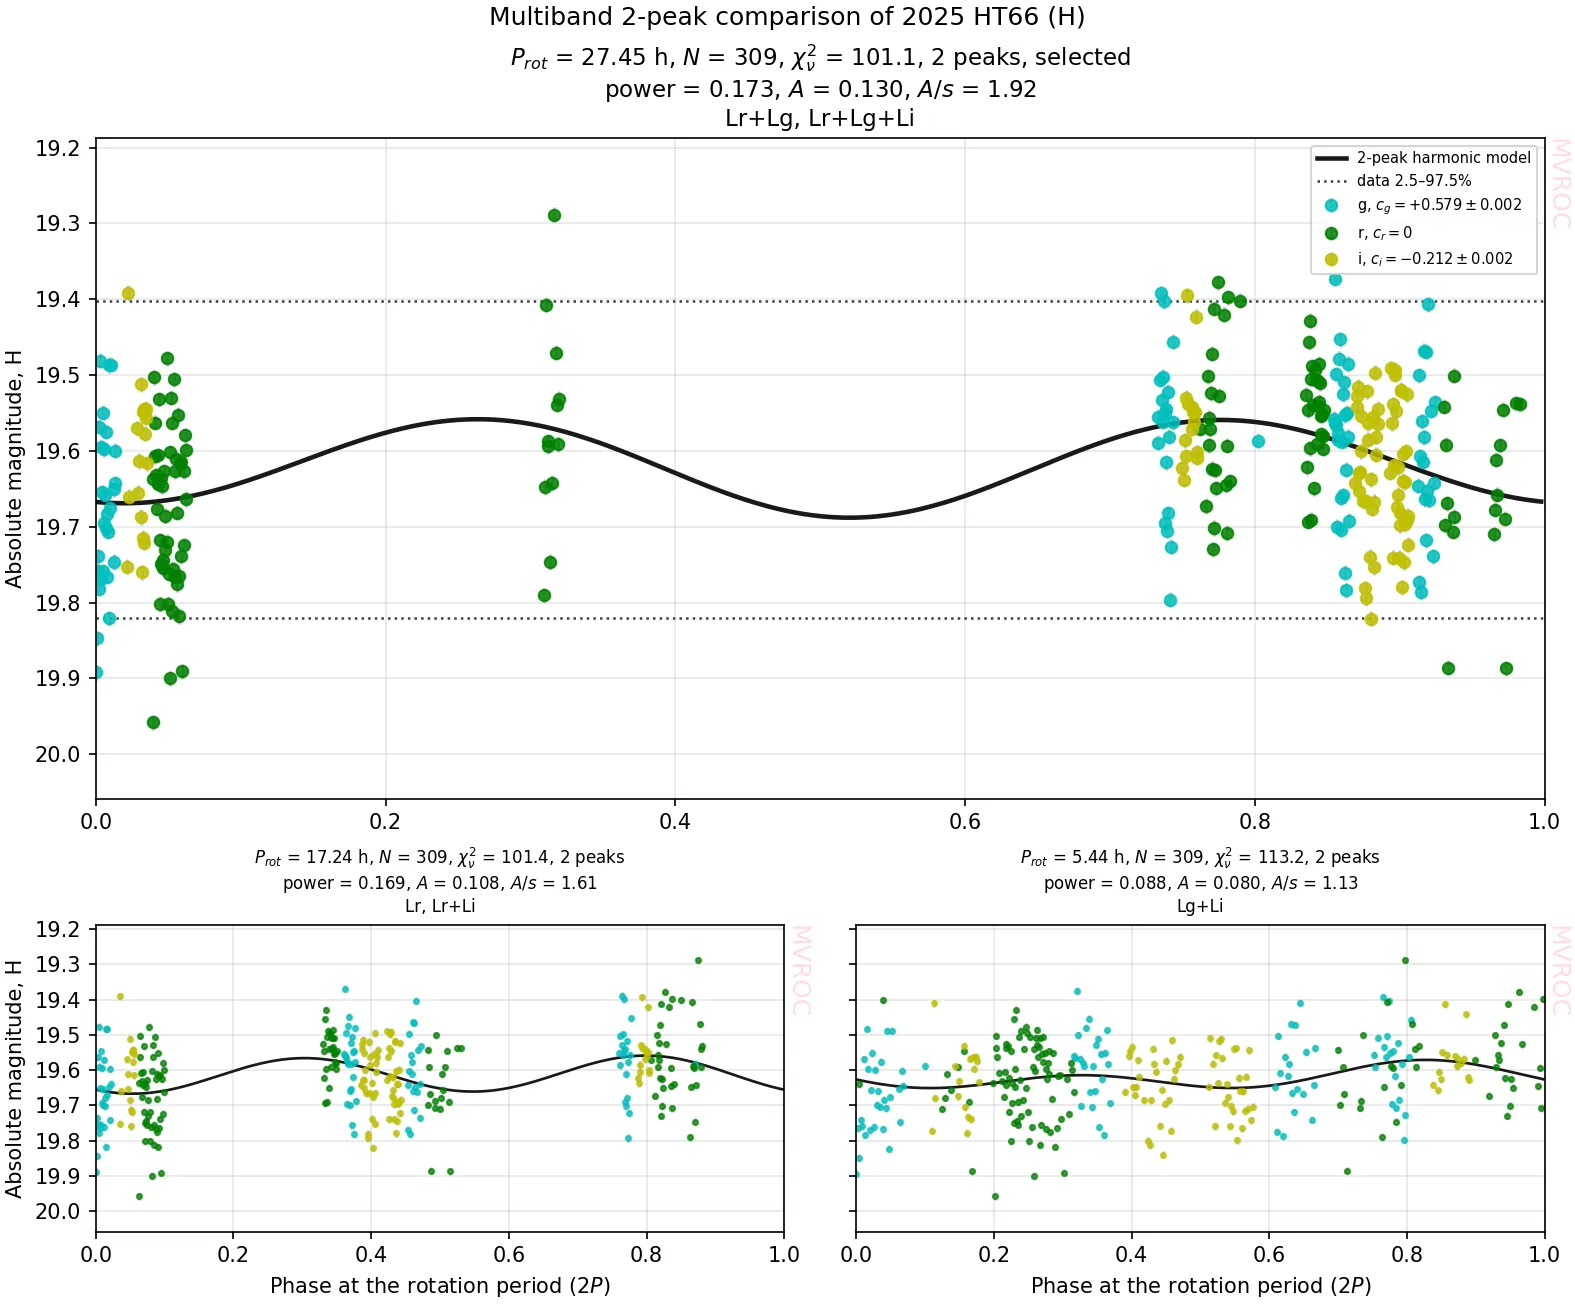 Multiband 2-peak comparison of 2025 HT66 (H)
P_rot = 27.45 h, N = 309, χ²_ν = 101.1, 2 peaks, selected
power = 0.173, A = 0.130, A/s = 1.92
Lr+Lg, Lr+Lg+Li
2-peak harmonic model
data 2.5–97.5%
g, c_g = +0.579 ± 0.002
r, c_r = 0
i, c_i = −0.212 ± 0.002
MVROC
Absolute magnitude, H
19.2
19.3
19.4
19.5
19.6
19.7
19.8
19.9
20.0
0.0 0.2 0.4 0.6 0.8 1.0
P_rot = 17.24 h, N = 309, χ²_ν = 101.4, 2 peaks
power = 0.169, A = 0.108, A/s = 1.61
Lr, Lr+Li
MVROC
Absolute magnitude, H
19.2
19.3
19.4
19.5
19.6
19.7
19.8
19.9
20.0
0.0 0.2 0.4 0.6 0.8 1.0
Phase at the rotation period (2P)
P_rot = 5.44 h, N = 309, χ²_ν = 113.2, 2 peaks
power = 0.088, A = 0.080, A/s = 1.13
Lg+Li
MVROC
0.0 0.2 0.4 0.6 0.8 1.0
Phase at the rotation period (2P)